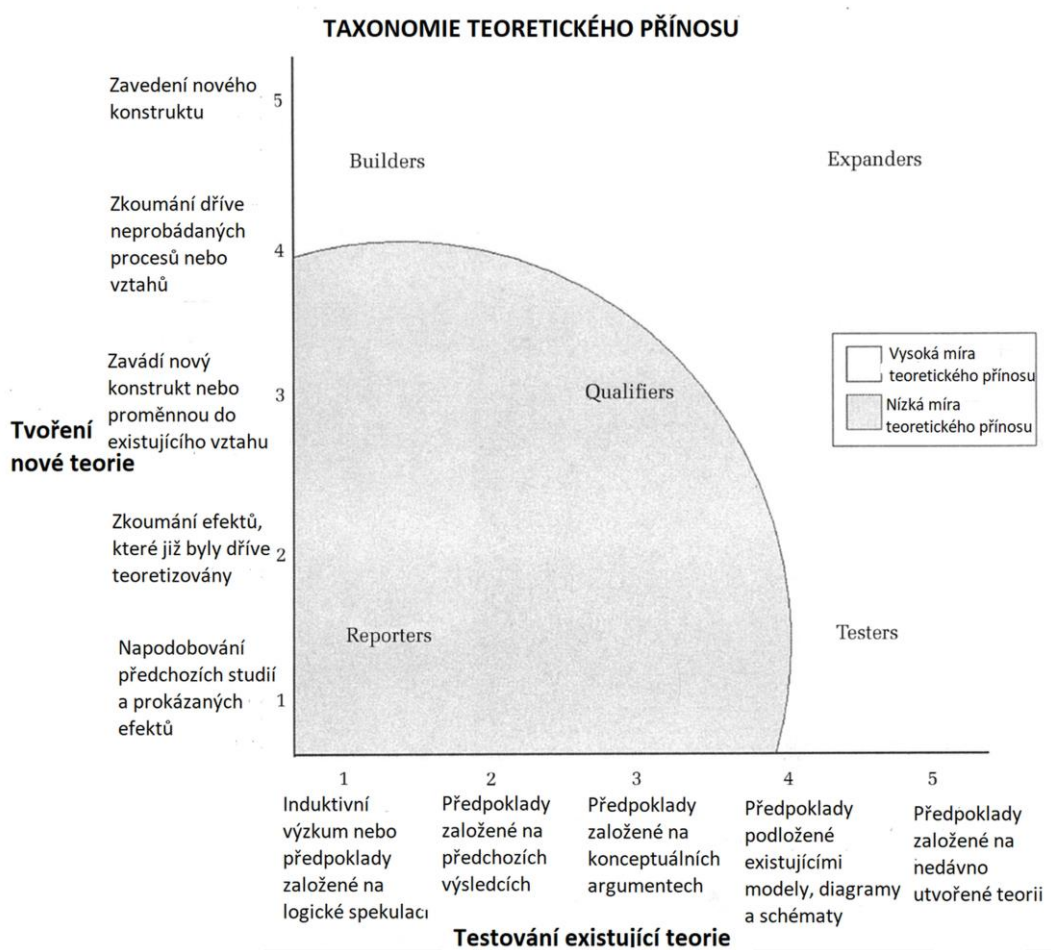 TAXONOMIE TEORETICKÉHO PŘÍNOSU
Zavedení nového
konstruktu
5
Builders
Expanders
Zkoumání dříve
neprobádaných
procesů nebo
vztahů
4
Zavádí nový
konstrukt nebo
proměnnou do
existujícího vztahu
3
Qualifiers
Vysoká míra
teoretického přínosu
Nízká míra
teoretického přínosu
Tvoření
nové teorie
Zkoumání efektů,
které již byly dříve
teoretizovány
2
Reporters
Testers
Napodobování
předchozích studií
a prokázaných
efektů
1
1
2
3
4
5
Induktivní
výzkum nebo
předpoklady
založené na
logické spekulaci
Předpoklady
založené na
předchozích
výsledcích
Předpoklady
založené na
konceptuálních
argumentech
Předpoklady
podložené
existujícími
modely, diagramy
a schématy
Předpoklady
založené na
nedávno
utvořené teorii
Testování existující teorie